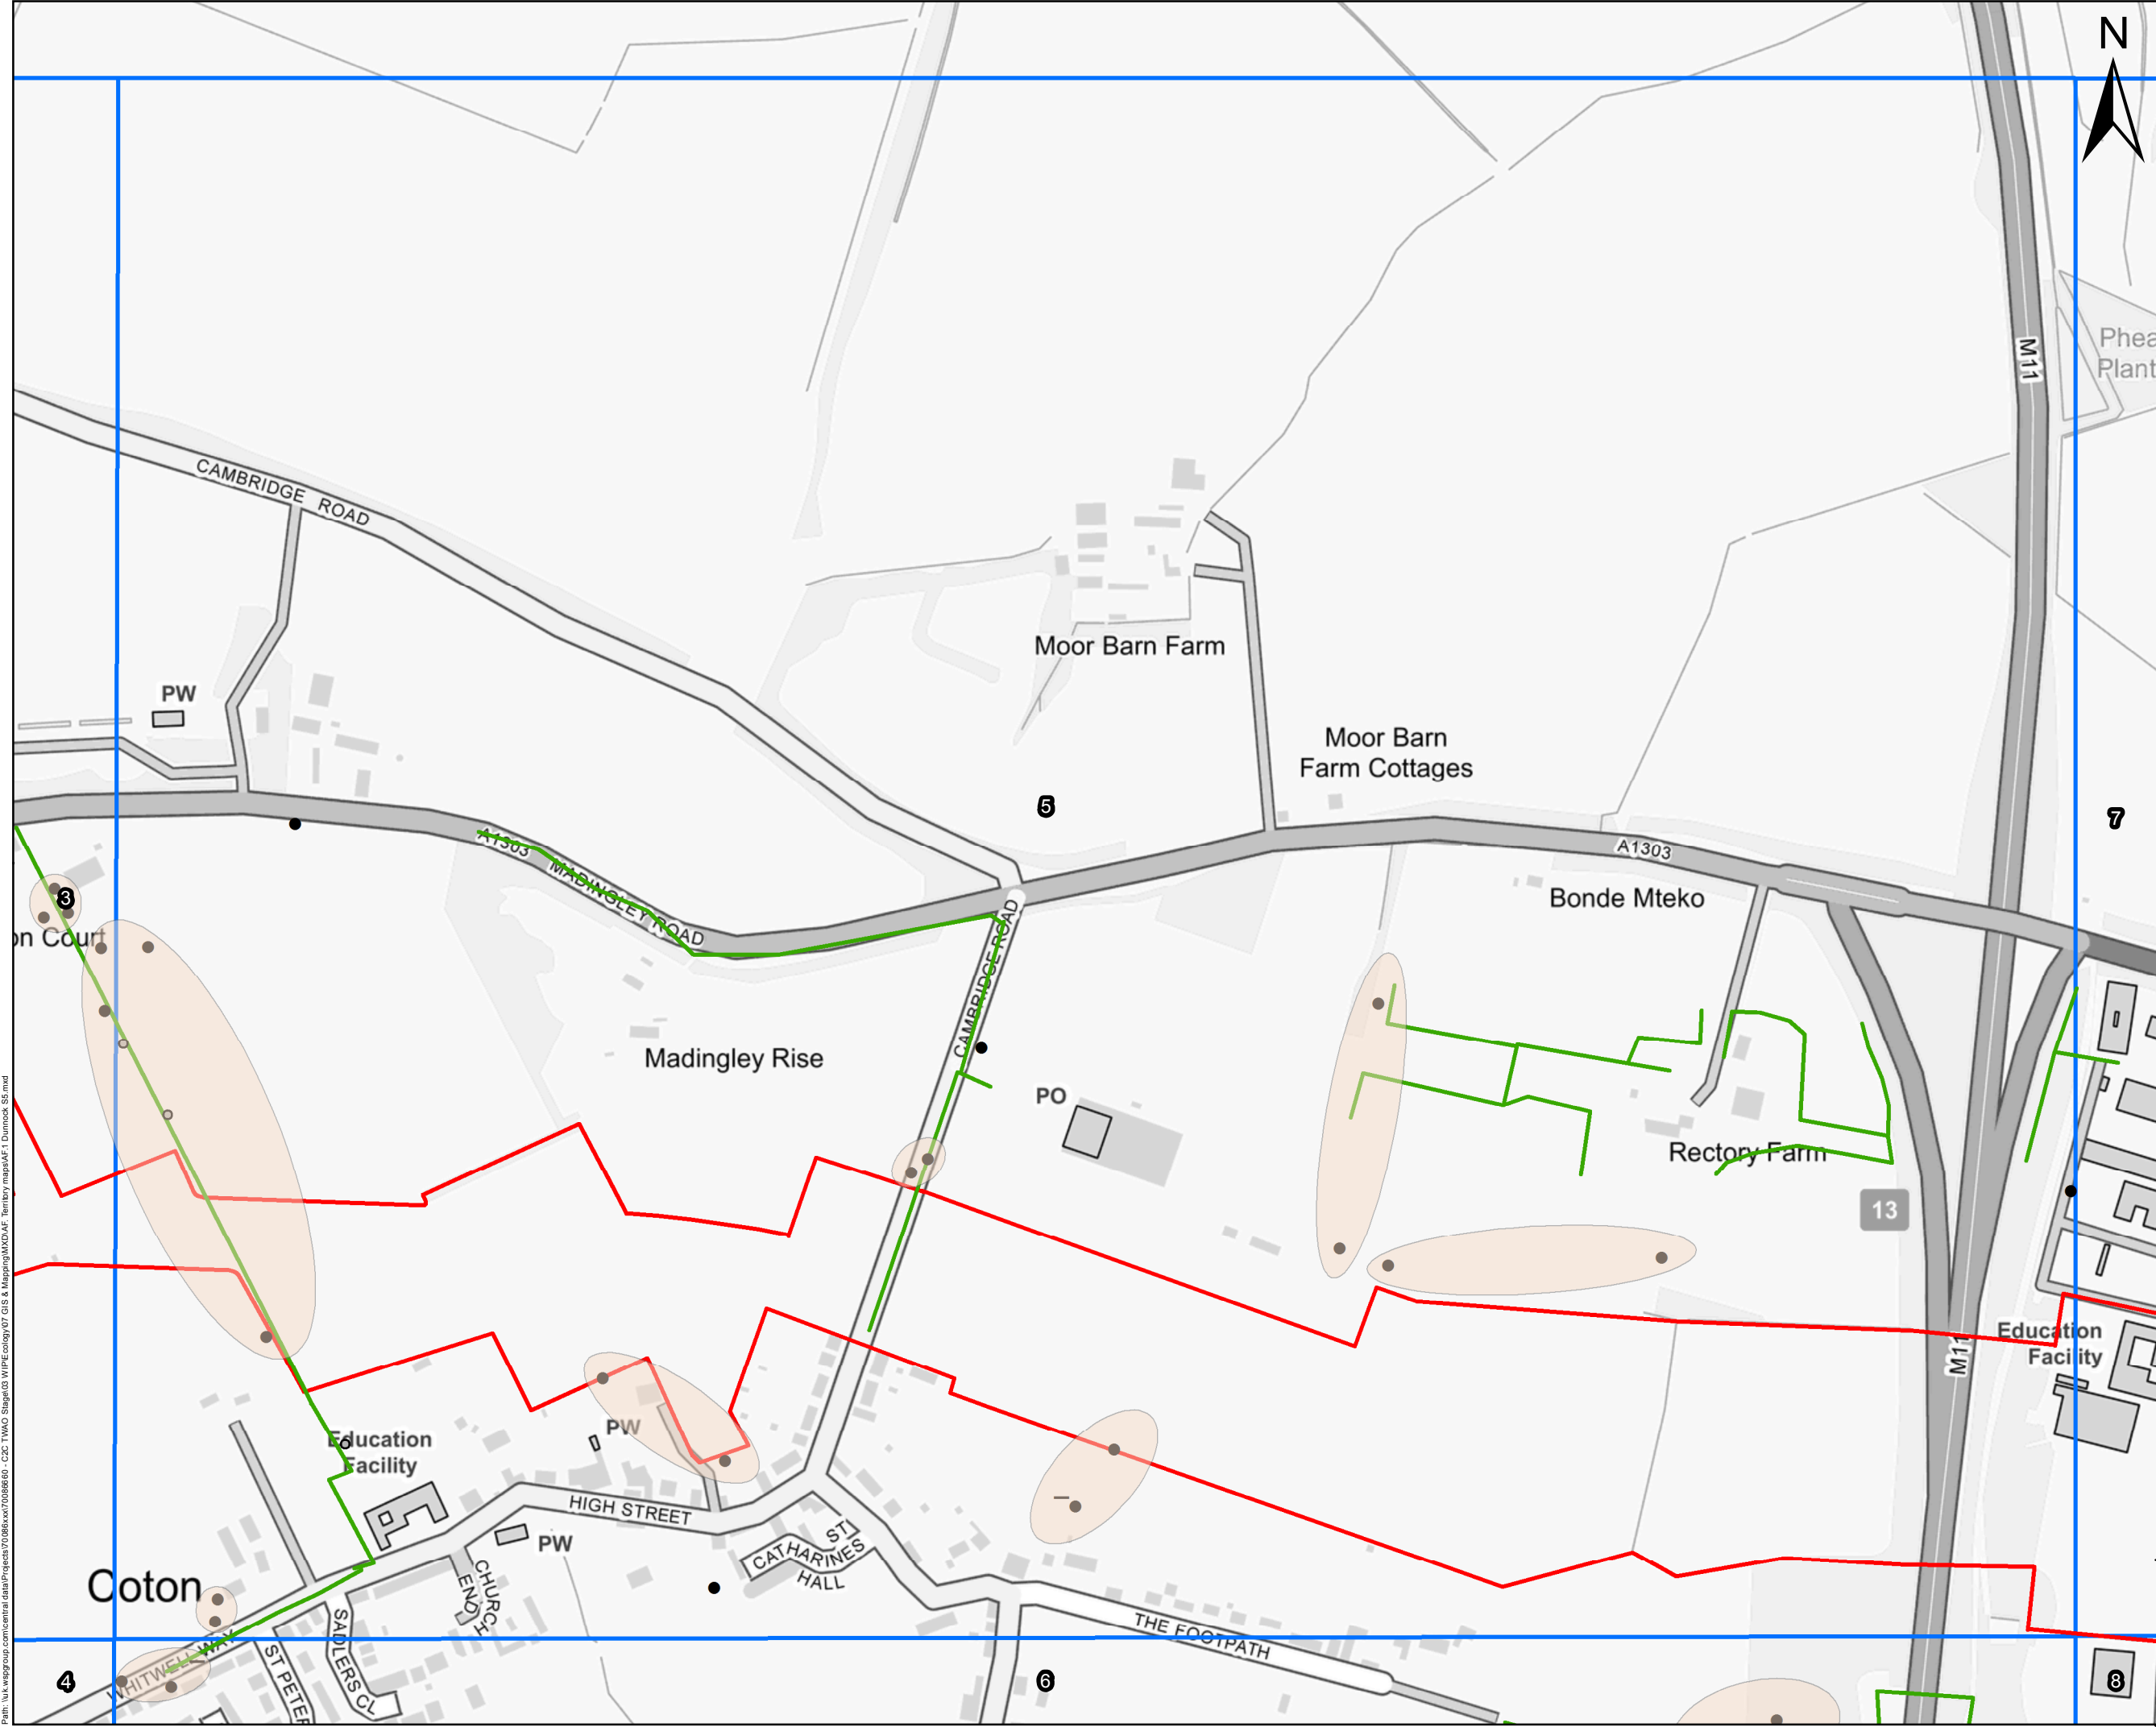 N
M11
Phea
Plant
CAMBRIDGE ROAD
Moor Barn Farm
PW
Moor Barn
Farm Cottages
5
7
A1303
MADINGLEY ROAD
A1303
Bonde Mteko
3
on Court
CAMBRIDGE ROAD
Madingley Rise
PO
Rectory Farm
13
Education
Facility
M11
PW
Education
Facility
HIGH STREET
PW
ST
CATHARINES
HALL
Coton
CHURCH
END
SADLERS CL
WHITWELL WAY
ST PETER
THE FOOTPATH
4
6
8